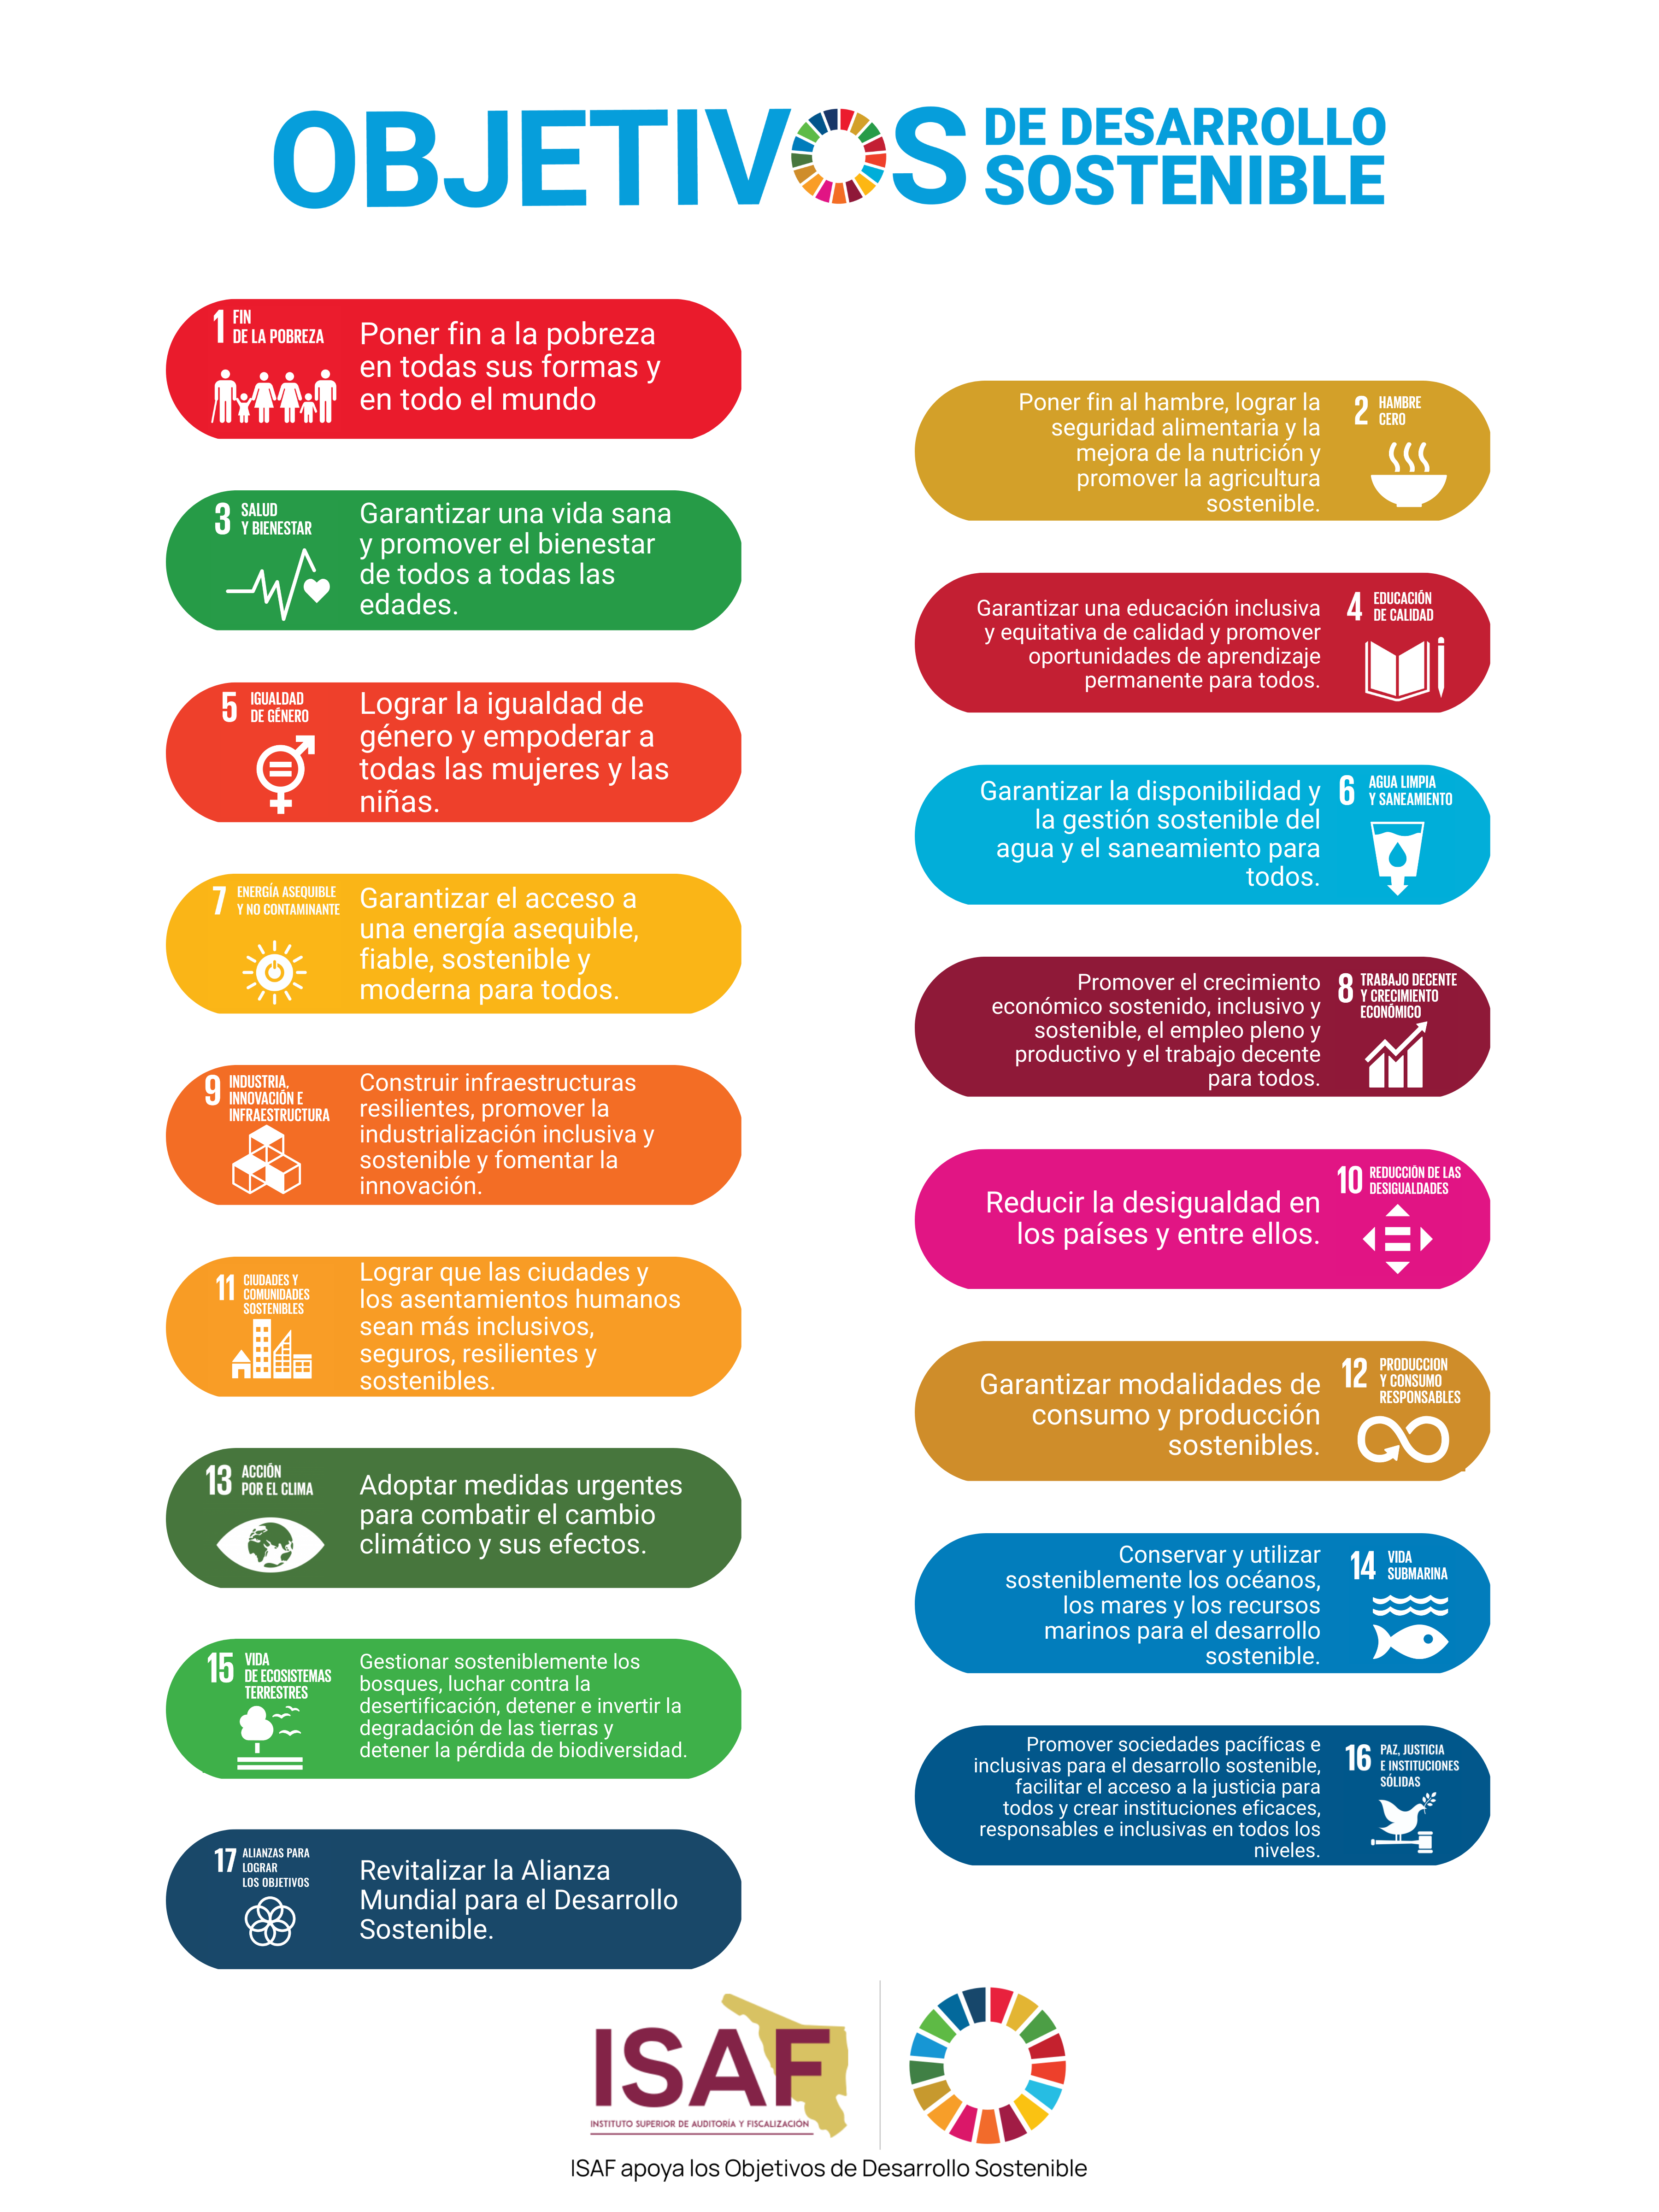 OBJETIVOS DE DESARROLLO
SOSTENIBLE
1 FIN
DE LA POBREZA
Poner fin a la pobreza
en todas sus formas y
en todo el mundo
2 HAMBRE
CERO
Poner fin al hambre, lograr la
seguridad alimentaria y la
mejora de la nutrición y
promover la agricultura
sostenible.
3 SALUD
Y BIENESTAR
Garantizar una vida sana
y promover el bienestar
de todos a todas las
edades.
4 EDUCACIÓN
DE CALIDAD
Garantizar una educación inclusiva
y equitativa de calidad y promover
oportunidades de aprendizaje
permanente para todos.
5 IGUALDAD
DE GÉNERO
Lograr la igualdad de
género y empoderar a
todas las mujeres y las
niñas.
6 AGUA LIMPIA
Y SANEAMIENTO
Garantizar la disponibilidad y
la gestión sostenible del
agua y el saneamiento para
todos.
7 ENERGÍA ASEQUIBLE
Y NO CONTAMINANTE
Garantizar el acceso a
una energía asequible,
fiable, sostenible y
moderna para todos.
8 TRABAJO DECENTE
Y CRECIMIENTO
ECONÓMICO
Promover el crecimiento
económico sostenido, inclusivo y
sostenible, el empleo pleno y
productivo y el trabajo decente
para todos.
9 INDUSTRIA,
INNOVACIÓN E
INFRAESTRUCTURA
Construir infraestructuras
resilientes, promover la
industrialización inclusiva y
sostenible y fomentar la
innovación.
10 REDUCCIÓN DE LAS
DESIGUALDADES
Reducir la desigualdad en
los países y entre ellos.
11 CIUDADES Y
COMUNIDADES
SOSTENIBLES
Lograr que las ciudades y
los asentamientos humanos
sean más inclusivos,
seguros, resilientes y
sostenibles.
12 PRODUCCION
Y CONSUMO
RESPONSABLES
Garantizar modalidades de
consumo y producción
sostenibles.
13 ACCIÓN
POR EL CLIMA
Adoptar medidas urgentes
para combatir el cambio
climático y sus efectos.
14 VIDA
SUBMARINA
Conservar y utilizar
sosteniblemente los océanos,
los mares y los recursos
marinos para el desarrollo
sostenible.
15 VIDA
DE ECOSISTEMAS
TERRESTRES
Gestionar sosteniblemente los
bosques, luchar contra la
desertificación, detener e invertir la
degradación de las tierras y
detener la pérdida de biodiversidad.
16 PAZ, JUSTICIA
E INSTITUCIONES
SÓLIDAS
Promover sociedades pacíficas e
inclusivas para el desarrollo sostenible,
facilitar el acceso a la justicia para
todos y crear instituciones eficaces,
responsables e inclusivas en todos los
niveles.
17 ALIANZAS PARA
LOGRAR
LOS OBJETIVOS
Revitalizar la Alianza
Mundial para el Desarrollo
Sostenible.
ISAF
INSTITUTO SUPERIOR DE AUDITORÍA Y FISCALIZACIÓN
ISAF apoya los Objetivos de Desarrollo Sostenible